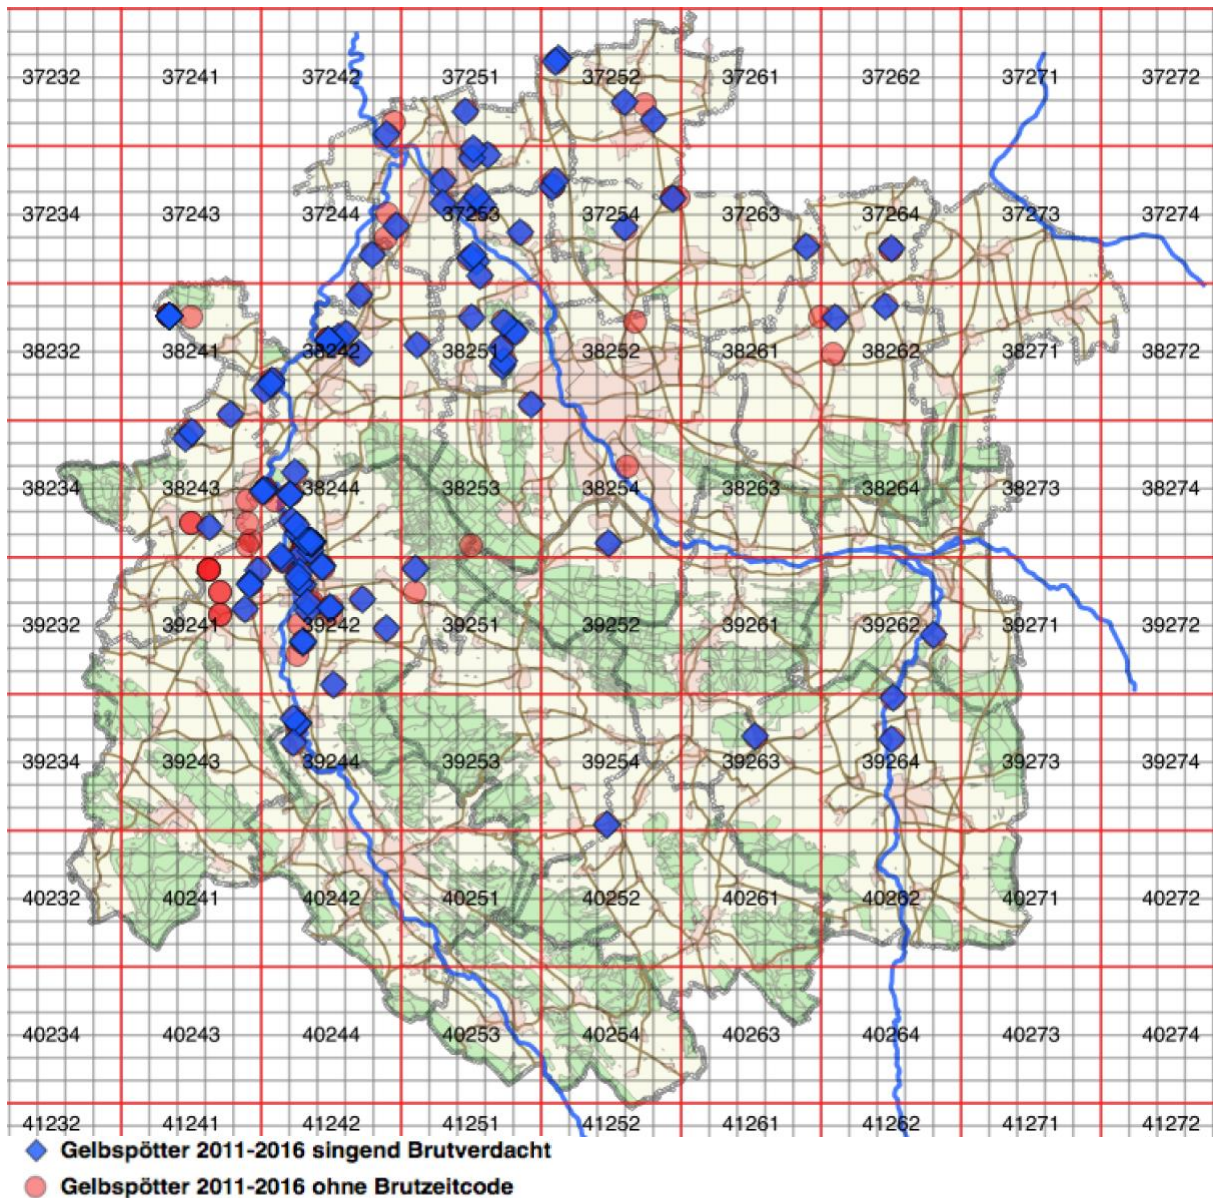 37232 37241 37242 37251 37252 37261 37262 37271 37272
37234 37243 37244 37253 37254 37263 37264 37273 37274
38232 38241 38242 38251 38252 38261 38262 38271 38272
38234 38243 38244 38253 38254 38263 38264 38273 38274
39232 39241 39242 39251 39252 39261 39262 39271 39272
39234 39243 39244 39253 39254 39263 39264 39273 39274
40232 40241 40242 40251 40252 40261 40262 40271 40272
40234 40243 40244 40253 40254 40263 40264 40273 40274
41232 41241 41242 41251 41252 41261 41262 41271 41272
Gelbspötter 2011-2016 singend Brutverdacht
Gelbspötter 2011-2016 ohne Brutzeitcode